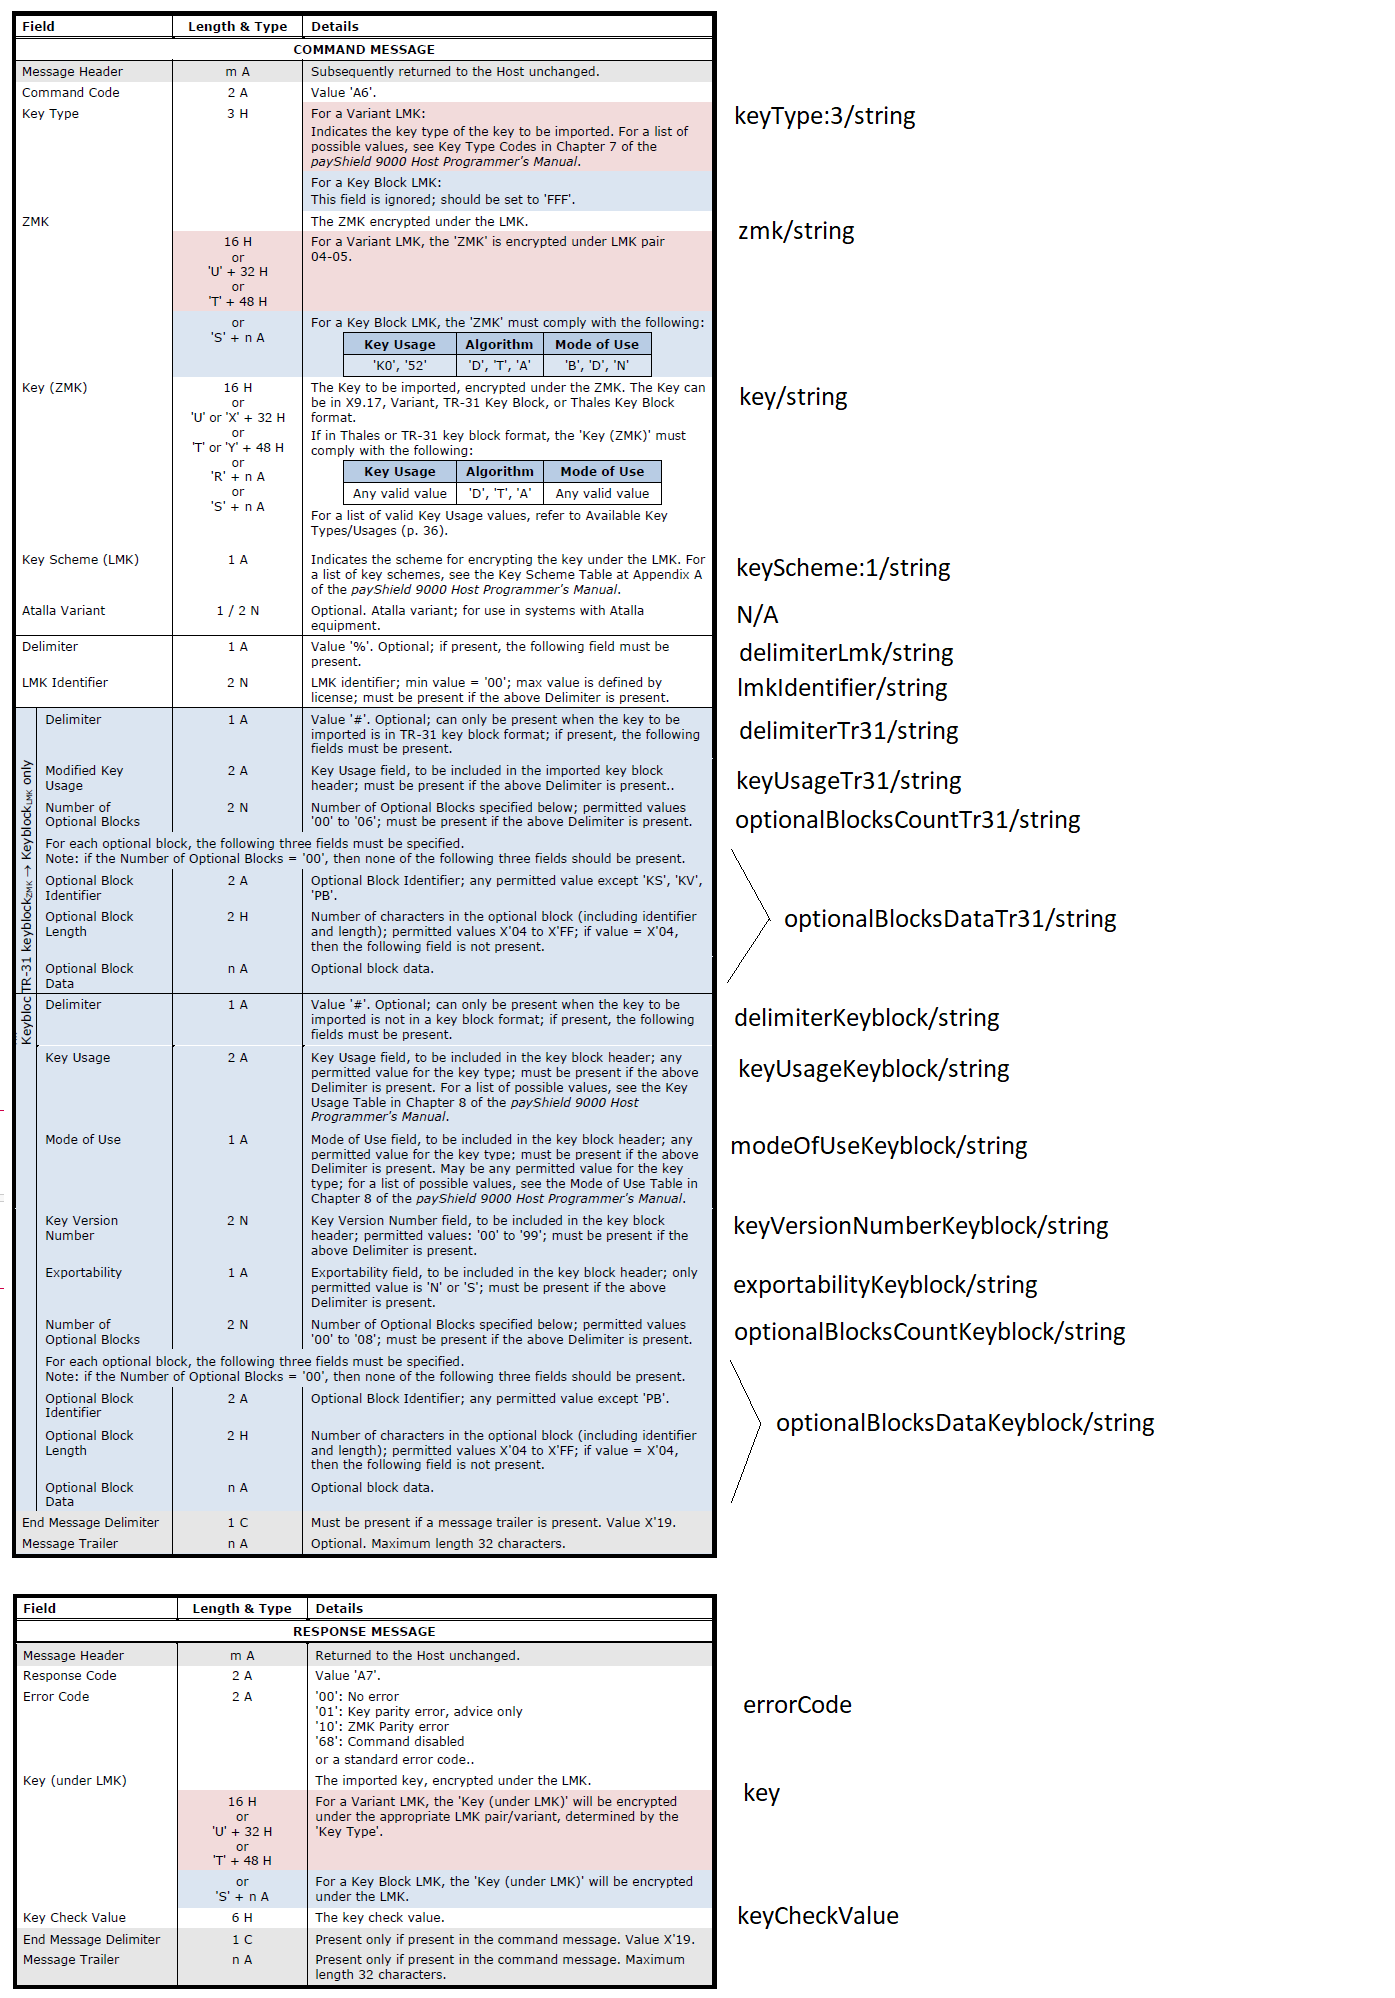 Field Length & Type Details
COMMAND MESSAGE
Message Header m A Subsequently returned to the Host unchanged.
Command Code 2 A Value 'A6'.
Key Type 3 H For a Variant LMK: keyType:3/string
Indicates the key type of the key to be imported. For a list of
possible values, see Key Type Codes in Chapter 7 of the
payShield 9000 Host Programmer's Manual.
For a Key Block LMK:
This field is ignored; should be set to 'FFF'.
ZMK The ZMK encrypted under the LMK. zmk/string
16 H For a Variant LMK, the 'ZMK' is encrypted under LMK pair
or 04-05.
'U' + 32 H
or
'T' + 48 H
or For a Key Block LMK, the 'ZMK' must comply with the following:
'S' + n A Key Usage Algorithm Mode of Use
'K0', '52' 'D', 'T', 'A' 'B', 'D', 'N'
Key (ZMK) 16 H The Key to be imported, encrypted under the ZMK. The Key can key/string
or be in X9.17, Variant, TR-31 Key Block, or Thales Key Block
'U' or 'X' + 32 H format.
or If in Thales or TR-31 key block format, the 'Key (ZMK)' must
'T' or 'Y' + 48 H comply with the following:
or Key Usage Algorithm Mode of Use
'R' + n A
or Any valid value 'D', 'T', 'A' Any valid value
'S' + n A For a list of valid Key Usage values, refer to Available Key
Types/Usages (p. 36).
Key Scheme (LMK) 1 A Indicates the scheme for encrypting the key under the LMK. For keyScheme:1/string
a list of key schemes, see the Key Scheme Table at Appendix A
of the payShield 9000 Host Programmer's Manual.
Atalla Variant 1 / 2 N Optional. Atalla variant; for use in systems with Atalla N/A
equipment.
Delimiter 1 A Value '%'. Optional; if present, the following field must be delimiterLmk/string
present.
LMK Identifier 2 N LMK identifier; min value = '00'; max value is defined by lmkIdentifier/string
license; must be present if the above Delimiter is present.
Keybloc TR-31 keyblockZMK → KeyblockLMK only
Delimiter 1 A Value '#'. Optional; can only be present when the key to be delimiterTr31/string
imported is in TR-31 key block format; if present, the following
fields must be present.
Modified Key 2 A Key Usage field, to be included in the imported key block keyUsageTr31/string
Usage header; must be present if the above Delimiter is present..
Number of 2 N Number of Optional Blocks specified below; permitted values optionalBlocksCountTr31/string
Optional Blocks '00' to '06'; must be present if the above Delimiter is present.
For each optional block, the following three fields must be specified.
Note: if the Number of Optional Blocks = '00', then none of the following three fields should be present.
Optional Block 2 A Optional Block Identifier; any permitted value except 'KS', 'KV',
Identifier 'PB'.
Optional Block 2 H Number of characters in the optional block (including identifier optionalBlocksDataTr31/string
Length and length); permitted values X'04 to X'FF; if value = X'04,
then the following field is not present.
Optional Block n A Optional block data.
Data
Delimiter 1 A Value '#'. Optional; can only be present when the key to be delimiterKeyblock/string
imported is not in a key block format; if present, the following
fields must be present.
Key Usage 2 A Key Usage field, to be included in the key block header; any keyUsageKeyblock/string
permitted value for the key type; must be present if the above
Delimiter is present. For a list of possible values, see the Key
Usage Table in Chapter 8 of the payShield 9000 Host
Programmer's Manual.
Mode of Use 1 A Mode of Use field, to be included in the key block header; any modeOfUseKeyblock/string
permitted value for the key type; must be present if the above
Delimiter is present. May be any permitted value for the key
type; for a list of possible values, see the Mode of Use Table in
Chapter 8 of the payShield 9000 Host Programmer's Manual.
Key Version 2 N Key Version Number field, to be included in the key block keyVersionNumberKeyblock/string
Number header; permitted values: '00' to '99'; must be present if the
above Delimiter is present.
Exportability 1 A Exportability field, to be included in the key block header; only exportabilityKeyblock/string
permitted value is 'N' or 'S'; must be present if the above
Delimiter is present.
Number of 2 N Number of Optional Blocks specified below; permitted values optionalBlocksCountKeyblock/string
Optional Blocks '00' to '08'; must be present if the above Delimiter is present.
For each optional block, the following three fields must be specified.
Note: if the Number of Optional Blocks = '00', then none of the following three fields should be present.
Optional Block 2 A Optional Block Identifier; any permitted value except 'PB'.
Identifier
Optional Block 2 H Number of characters in the optional block (including identifier optionalBlocksDataKeyblock/string
Length and length); permitted values X'04 to X'FF; if value = X'04,
then the following field is not present.
Optional Block n A Optional block data.
Data
End Message Delimiter 1 C Must be present if a message trailer is present. Value X'19.
Message Trailer n A Optional. Maximum length 32 characters.
Field Length & Type Details
RESPONSE MESSAGE
Message Header m A Returned to the Host unchanged.
Response Code 2 A Value 'A7'.
Error Code 2 A '00': No error errorCode
'01': Key parity error, advice only
'10': ZMK Parity error
'68': Command disabled
or a standard error code..
Key (under LMK) The imported key, encrypted under the LMK. key
16 H For a Variant LMK, the 'Key (under LMK)' will be encrypted
or under the appropriate LMK pair/variant, determined by the
'U' + 32 H 'Key Type'.
or
'T' + 48 H
or For a Key Block LMK, the 'Key (under LMK)' will be encrypted
'S' + n A under the LMK.
Key Check Value 6 H The key check value. keyCheckValue
End Message Delimiter 1 C Present only if present in the command message. Value X'19.
Message Trailer n A Present only if present in the command message. Maximum
length 32 characters.